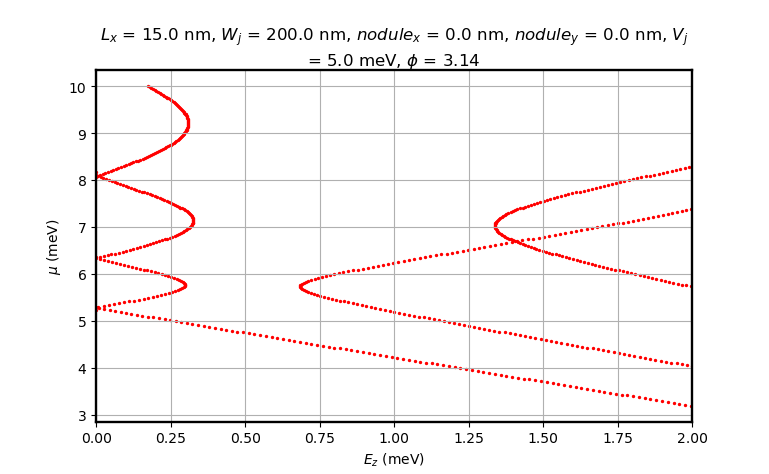 L_x = 15.0 nm, W_j = 200.0 nm, nodule_x = 0.0 nm, nodule_y = 0.0 nm, V_j
= 5.0 meV, ϕ = 3.14
10
9
8
7
6
5
4
3
μ (meV)
0.00 0.25 0.50 0.75 1.00 1.25 1.50 1.75 2.00
E_z (meV)